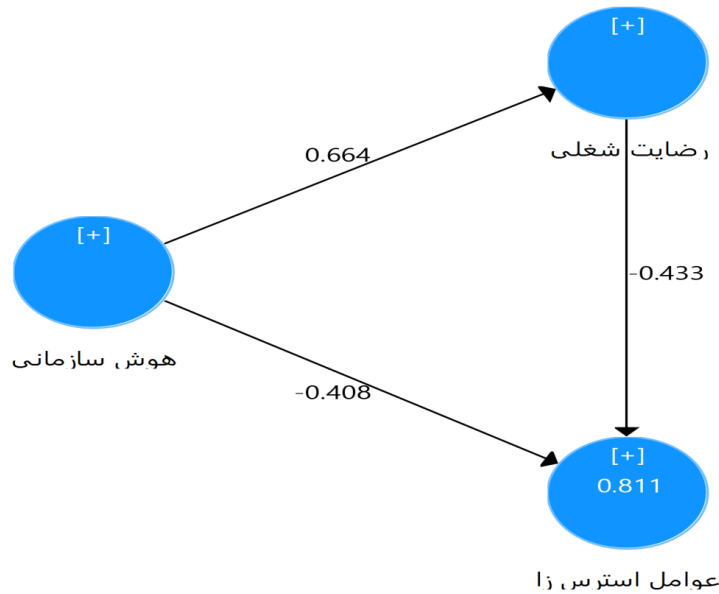 [+]
رضایت شغلی
0.664
[+]
-0.433
هوش سازمانی
-0.408
[+]
0.811
عوامل استرس زا